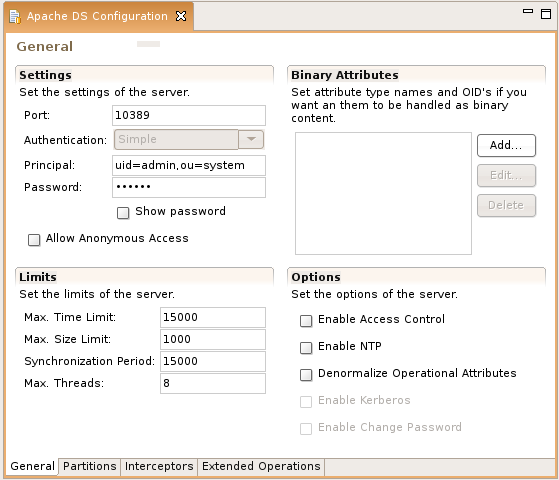 Apache DS Configuration
General
Settings
Set the settings of the server.
Port: 10389
Authentication: Simple
Principal: uid=admin,ou=system
Password: ••••••
Show password
Allow Anonymous Access
Binary Attributes
Set attribute type names and OID's if you
want an them to be handled as binary
content.
Add...
Edit...
Delete
Limits
Set the limits of the server.
Max. Time Limit: 15000
Max. Size Limit: 1000
Synchronization Period: 15000
Max. Threads: 8
Options
Set the options of the server.
Enable Access Control
Enable NTP
Denormalize Operational Attributes
Enable Kerberos
Enable Change Password
General Partitions Interceptors Extended Operations